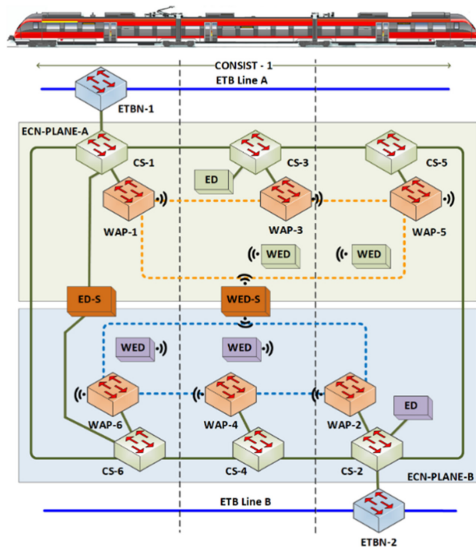 CONSIST - 1
ETB Line A
ETBN-1
ECN-PLANE-A
CS-1
CS-3
CS-5
ED
WAP-1
WAP-3
WAP-5
WED
WED
ED-S
WED-S
WED
WED
ED
WAP-6
WAP-4
WAP-2
CS-6
CS-4
CS-2
ECN-PLANE-B
ETB Line B
ETBN-2